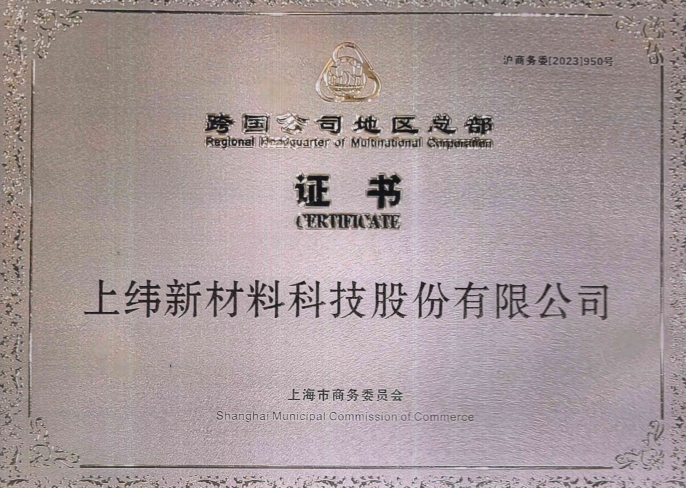 沪商务委[2023]950号
跨国公司地区总部
Regional Headquarter of Multinational Corporation
证书
CERTIFICATE
上纬新材料科技股份有限公司
上海市商务委员会
Shanghai Municipal Commission of Commerce